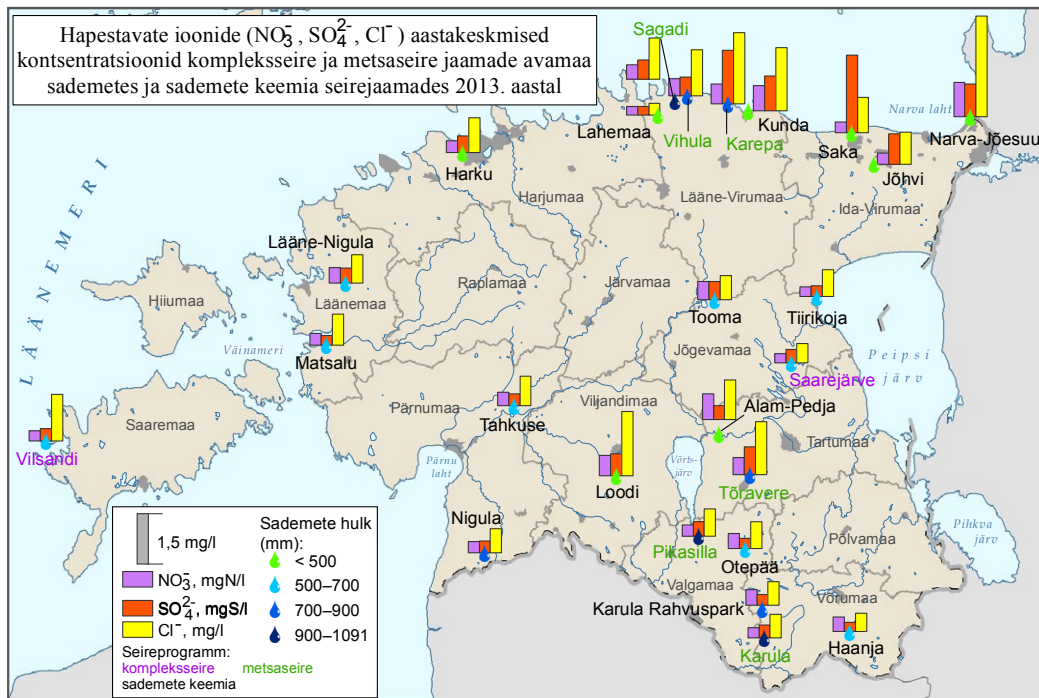 Hapestavate ioonide (NO₃⁻, SO₄²⁻, Cl⁻) aastakeskmised
kontsentratsioonid kompleksseire ja metsaseire jaamade avamaa
sademetes ja sademete keemia seirejaamades 2013. aastal
Sagadi
Lahemaa
Vihula
Karepa
Kunda
Saka
Narva laht
Narva-Jõesuu
Jõhvi
Harku
Harjumaa
Lääne-Virumaa
Ida-Virumaa
LÄÄNEMERI
Lääne-Nigula
Läänemaa
Raplamaa
Järvamaa
Hiiumaa
Tooma
Tiirikoja
Väinameri
Matsalu
Jõgevamaa
Saarejärve
Peipsi
järv
Saaremaa
Vilsandi
Pärnumaa
Tahkuse
Viljandimaa
Alam-Pedja
Tartumaa
Pärnu
laht
Loodi
Võrts-
järv
Tõravere
Nigula
Pikasilla
Otepää
Põlvamaa
Pihkva
järv
Valgamaa
Karula Rahvuspark
Võrumaa
Karula
Haanja
1,5 mg/l
NO₃⁻, mgN/l
SO₄²⁻, mgS/l
Cl⁻, mg/l
Sademete hulk
(mm):
< 500
500–700
700–900
900–1091
Seireprogramm:
kompleksseire metsaseire
sademete keemia